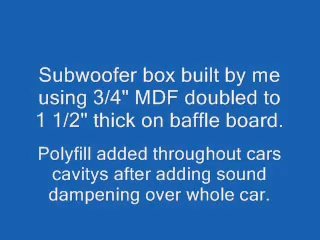 Subwoofer box built by me
using 3/4" MDF doubled to
1 1/2" thick on baffle board.
Polyfill added throughout cars
cavitys after adding sound
dampening over whole car.